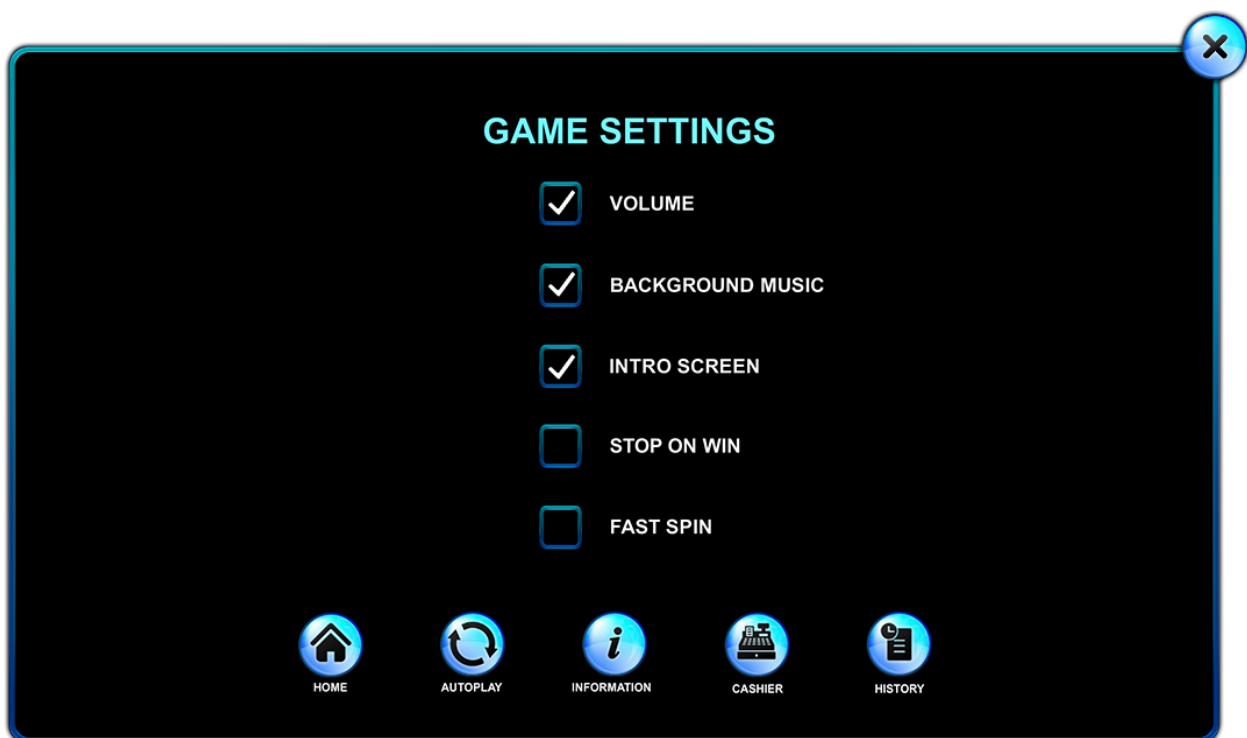 GAME SETTINGS
VOLUME
BACKGROUND MUSIC
INTRO SCREEN
STOP ON WIN
FAST SPIN
HOME AUTOPLAY INFORMATION CASHIER HISTORY